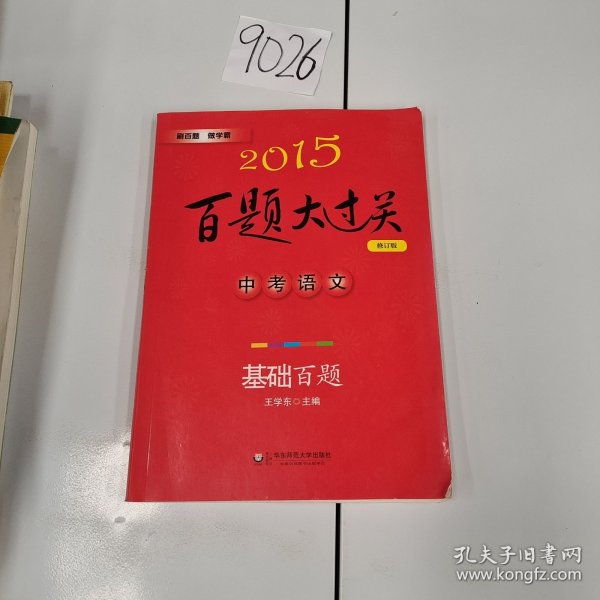 9026
刷百题 做学霸
2015
百题大过关
修订版
中考语文
基础百题
王学东◎主编
华东师范大学出版社
孔夫子旧书网
www.kongfz.com